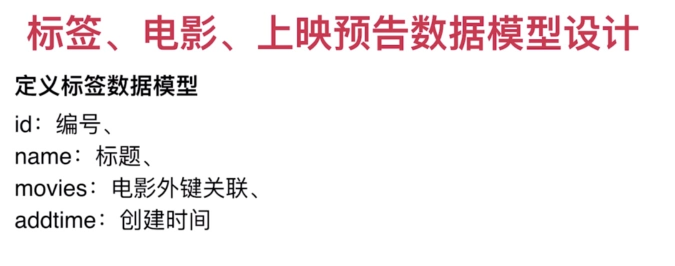 标签、电影、上映预告数据模型设计
定义标签数据模型
id：编号、
name：标题、
movies：电影外键关联、
addtime：创建时间